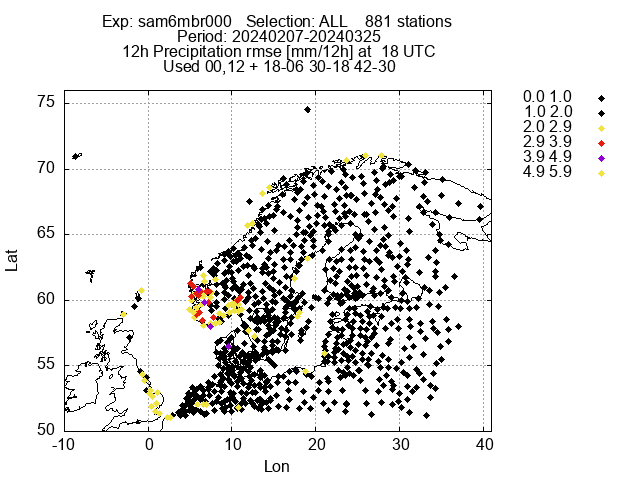 Exp: sam6mbr000 Selection: ALL 881 stations
Period: 20240207-20240325
12h Precipitation rmse [mm/12h] at 18 UTC
Used 00,12 + 18-06 30-18 42-30
0.0 1.0
1.0 2.0
2.0 2.9
2.9 3.9
3.9 4.9
4.9 5.9
75
70
65
60
55
50
Lat
-10 0 10 20 30 40
Lon